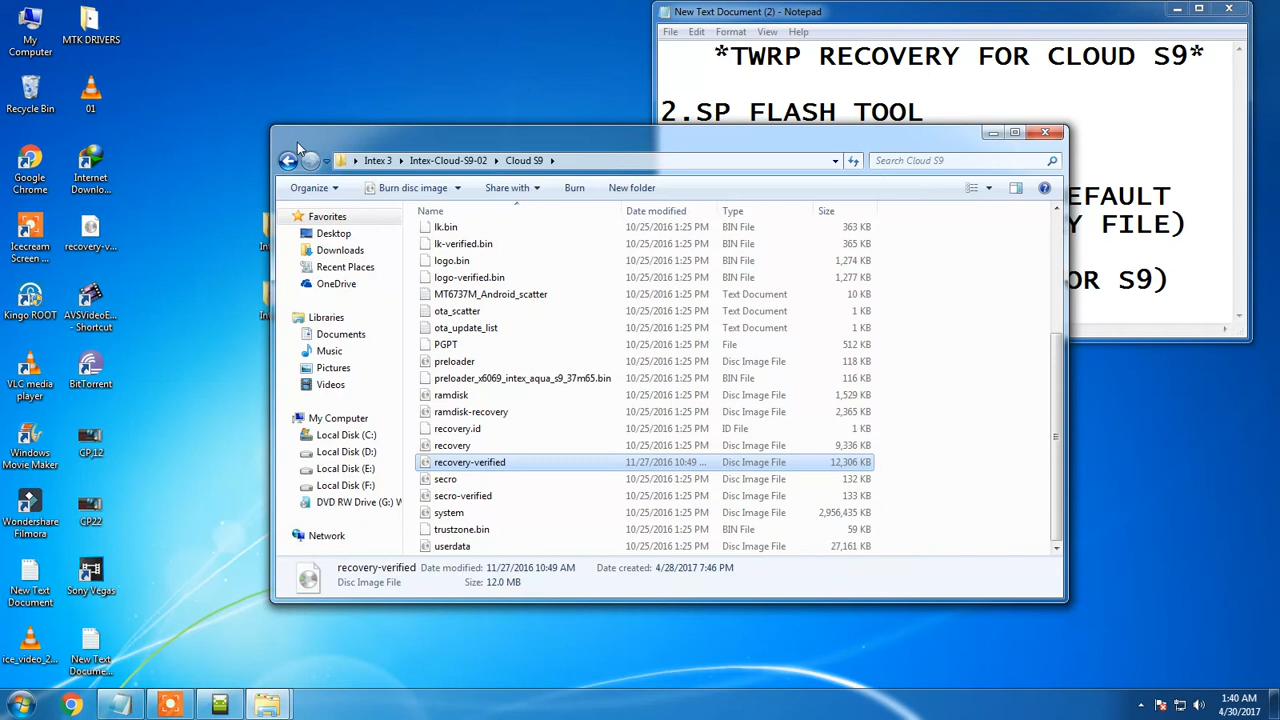 My Computer
MTK DRIVERS
Recycle Bin
01
Google Chrome
Internet Downlo...
Icecream Screen ...
recovery-v...
Kingo ROOT
AVSVideoE... - Shortcut
VLC media player
BitTorrent
Windows Movie Maker
CP,12
Wondershare Filmora
CP22
New Text Document
Sony Vegas
ice_video_2...
New Text Docume...
New Text Document (2) - Notepad
File Edit Format View Help
*TWRP RECOVERY FOR CLOUD S9*
2.SP FLASH TOOL
EFAULT
Y FILE)
OR S9)
Intex 3 Intex-Cloud-S9-02 Cloud S9
Search Cloud S9
Organize Burn disc image Share with Burn New folder
Favorites
Desktop
Downloads
Recent Places
OneDrive
Libraries
Documents
Music
Pictures
Videos
My Computer
Local Disk (C:)
Local Disk (D:)
Local Disk (E:)
Local Disk (F:)
DVD RW Drive (G:) W
Network
Name Date modified Type Size
lk.bin 10/25/2016 1:25 PM BIN File 363 KB
lk-verified.bin 10/25/2016 1:25 PM BIN File 365 KB
logo.bin 10/25/2016 1:25 PM BIN File 1,274 KB
logo-verified.bin 10/25/2016 1:25 PM BIN File 1,277 KB
MT6737M_Android_scatter 10/25/2016 1:25 PM Text Document 10 KB
ota_scatter 10/25/2016 1:25 PM Text Document 1 KB
ota_update_list 10/25/2016 1:25 PM Text Document 1 KB
PGPT 10/25/2016 1:25 PM File 512 KB
preloader 10/25/2016 1:25 PM Disc Image File 118 KB
preloader_x6069_intex_aqua_s9_37m65.bin 10/25/2016 1:25 PM BIN File 116 KB
ramdisk 10/25/2016 1:25 PM Disc Image File 1,529 KB
ramdisk-recovery 10/25/2016 1:25 PM Disc Image File 2,365 KB
recovery.id 10/25/2016 1:25 PM ID File 1 KB
recovery 10/25/2016 1:25 PM Disc Image File 9,336 KB
recovery-verified 11/27/2016 10:49 ... Disc Image File 12,306 KB
secro 10/25/2016 1:25 PM Disc Image File 132 KB
secro-verified 10/25/2016 1:25 PM Disc Image File 133 KB
system 10/25/2016 1:25 PM Disc Image File 2,956,435 KB
trustzone.bin 10/25/2016 1:25 PM BIN File 59 KB
userdata 10/25/2016 1:25 PM Disc Image File 27,161 KB
recovery-verified Date modified: 11/27/2016 10:49 AM Date created: 4/28/2017 7:46 PM
Disc Image File Size: 12.0 MB
1:40 AM
4/30/2017